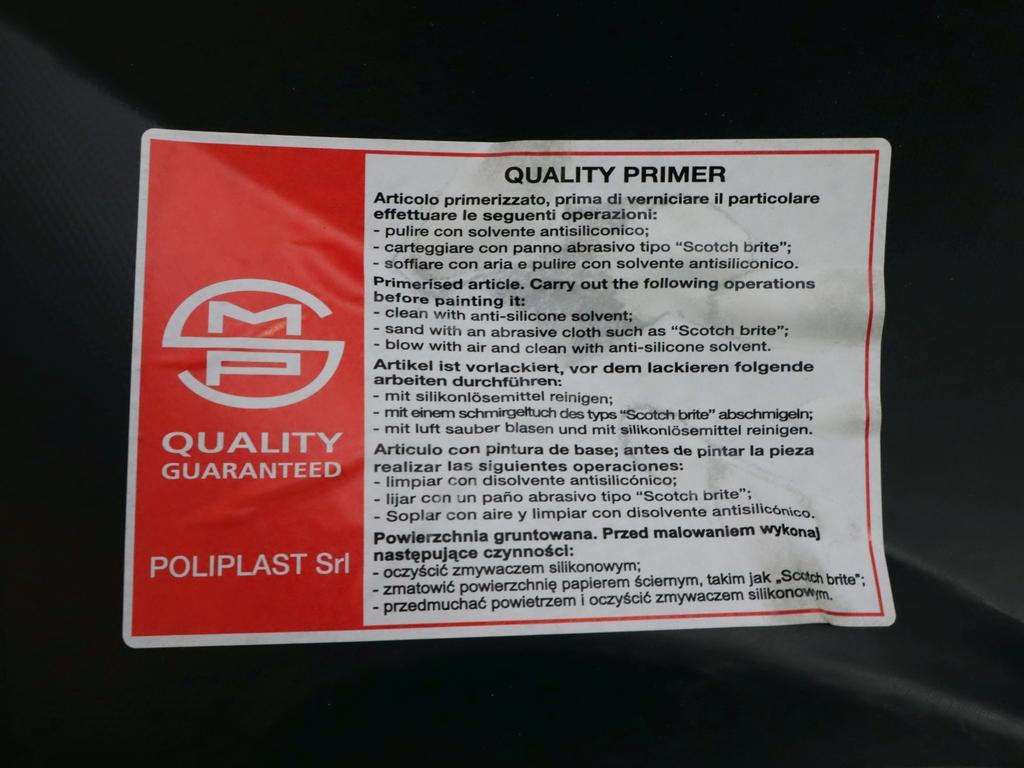 QUALITY PRIMER
Articolo primerizzato, prima di verniciare il particolare
effettuare le seguenti operazioni:
- pulire con solvente antisiliconico;
- carteggiare con panno abrasivo tipo “Scotch brite”;
- soffiare con aria e pulire con solvente antisiliconico.
Primerised article. Carry out the following operations
before painting it:
- clean with anti-silicone solvent;
- sand with an abrasive cloth such as “Scotch brite”;
- blow with air and clean with anti-silicone solvent.
Artikel ist vorlackiert, vor dem lackieren folgende
arbeiten durchführen:
- mit silikonlösemittel reinigen;
- mit einem schmirgeltuch des typs “Scotch brite” abschmigeln;
- mit luft sauber blasen und mit silikonlösemittel reinigen.
Articulo con pintura de base; antes de pintar la pieza
realizar las siguientes operaciones:
- limpiar con disolvente antisilicónico;
- lijar con un paño abrasivo tipo “Scotch brite”;
- Soplar con aire y limpiar con disolvente antisilicónico.
Powierzchnia gruntowana. Przed malowaniem wykonaj
następujące czynności:
- oczyścić zmywaczem silikonowym;
- zmatowić powierzchnię papierem ściernym, takim jak „Scotch brite”;
- przedmuchać powietrzem i oczyścić zmywaczem silikonowym.
MP
QUALITY
GUARANTEED
POLIPLAST Srl